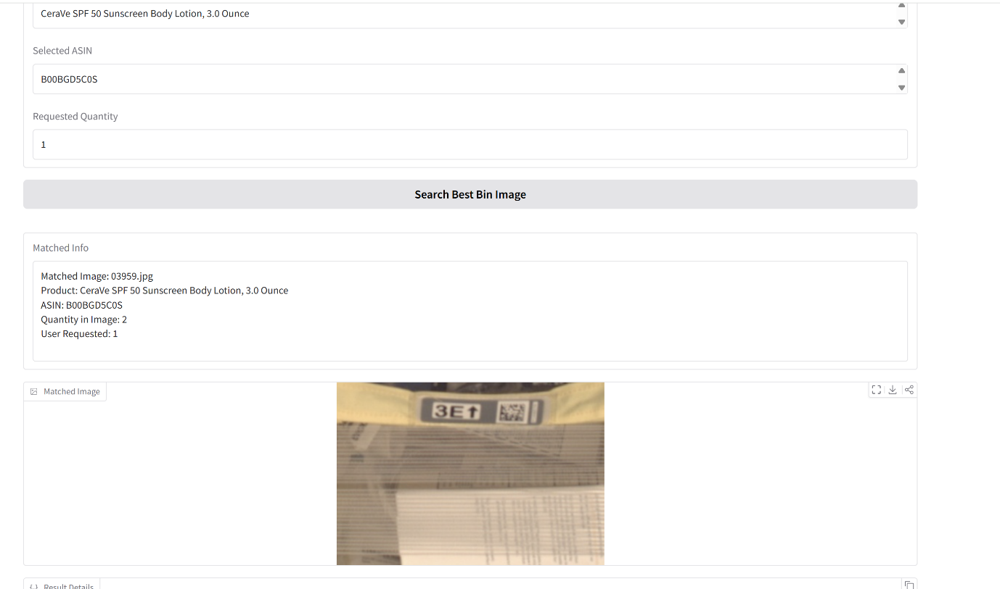 CeraVe SPF 50 Sunscreen Body Lotion, 3.0 Ounce
Selected ASIN
B00BGD5C0S
Requested Quantity
1
Search Best Bin Image
Matched Info
Matched Image: 03959.jpg
Product: CeraVe SPF 50 Sunscreen Body Lotion, 3.0 Ounce
ASIN: B00BGD5C0S
Quantity in Image: 2
User Requested: 1
Matched Image
3E↑
Result Details